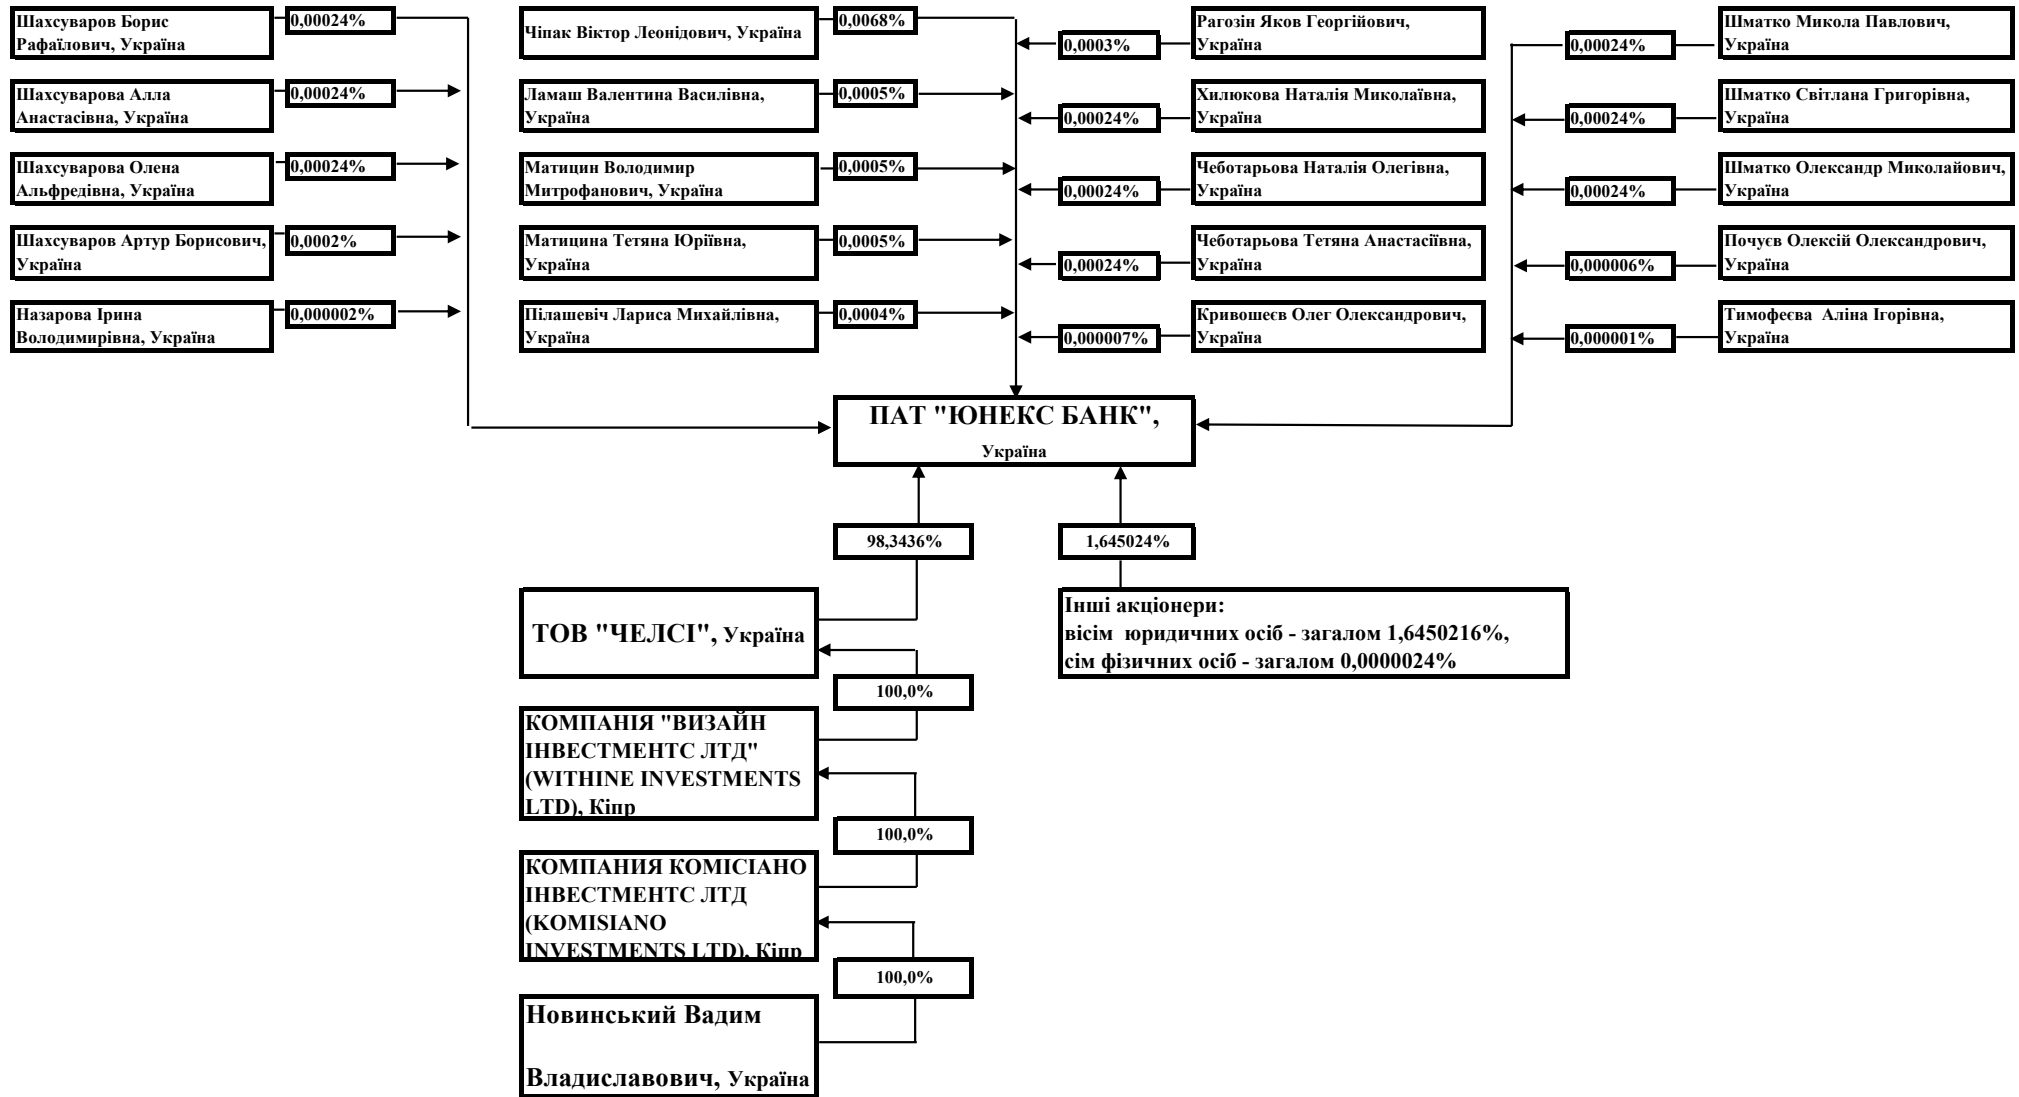 Шахсуваров Борис
Рафаїлович, Україна
0,00024%
Шахсуварова Алла
Анастасівна, Україна
0,00024%
Шахсуварова Олена
Альфредівна, Україна
0,00024%
Шахсуваров Артур Борисович,
Україна
0,0002%
Назарова Ірина
Володимирівна, Україна
0,000002%
Чіпак Віктор Леонідович, Україна
0,0068%
Ламаш Валентина Василівна,
Україна
0,0005%
Матицин Володимир
Митрофанович, Україна
0,0005%
Матицина Тетяна Юріївна,
Україна
0,0005%
Пілашевіч Лариса Михайлівна,
Україна
0,0004%
0,0003%
Рагозін Яков Георгійович,
Україна
0,00024%
Хилюкова Наталія Миколаївна,
Україна
0,00024%
Чеботарьова Наталія Олегівна,
Україна
0,00024%
Чеботарьова Тетяна Анастасіївна,
Україна
0,000007%
Кривошеєв Олег Олександрович,
Україна
0,00024%
Шматко Микола Павлович,
Україна
0,00024%
Шматко Світлана Григорівна,
Україна
0,00024%
Шматко Олександр Миколайович,
Україна
0,000006%
Почуєв Олексій Олександрович,
Україна
0,000001%
Тимофеєва  Аліна Ігорівна,
Україна
ПАТ "ЮНЕКС БАНК",
Україна
98,3436%
1,645024%
ТОВ "ЧЕЛСІ", Україна
Інші акціонери:
вісім  юридичних осіб - загалом 1,6450216%,
сім фізичних осіб - загалом 0,0000024%
100,0%
КОМПАНІЯ "ВИЗАЙН
ІНВЕСТМЕНТС ЛТД"
(WITHINE INVESTMENTS
LTD), Кіпр
100,0%
КОМПАНИЯ КОМІСІАНО
ІНВЕСТМЕНТС ЛТД
(KOMISIANO
INVESTMENTS LTD), Кіпр
100,0%
Новинський Вадим
Владиславович, Україна